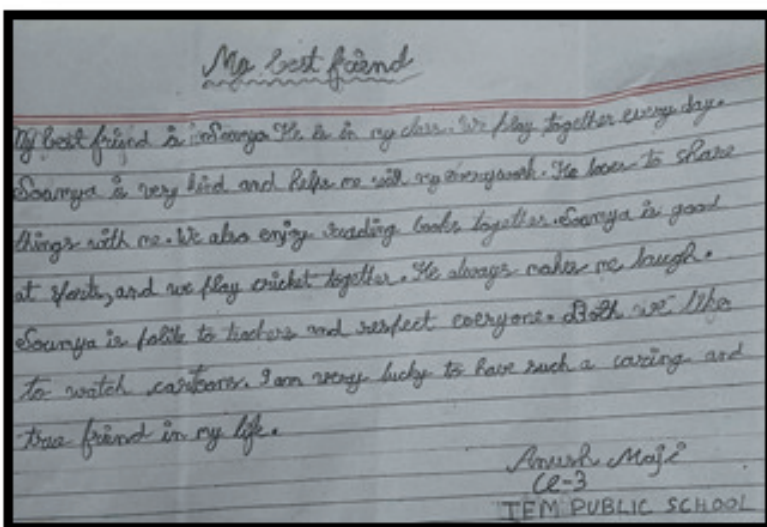 My best friend
My best friend is Soumya He is in my class. We play together every day.
Soumya is very kind and helps me with my everywork. He loves to share
things with me. We also enjoy reading books together. Soumya is good
at sports, and we play cricket together. He always makes me laugh.
Soumya is polite to teachers and respect everyone. Both we like
to watch cartoons. I am very lucky to have such a caring and
true friend in my life.
Anush Maji
Cl-3
TEM PUBLIC SCHOOL